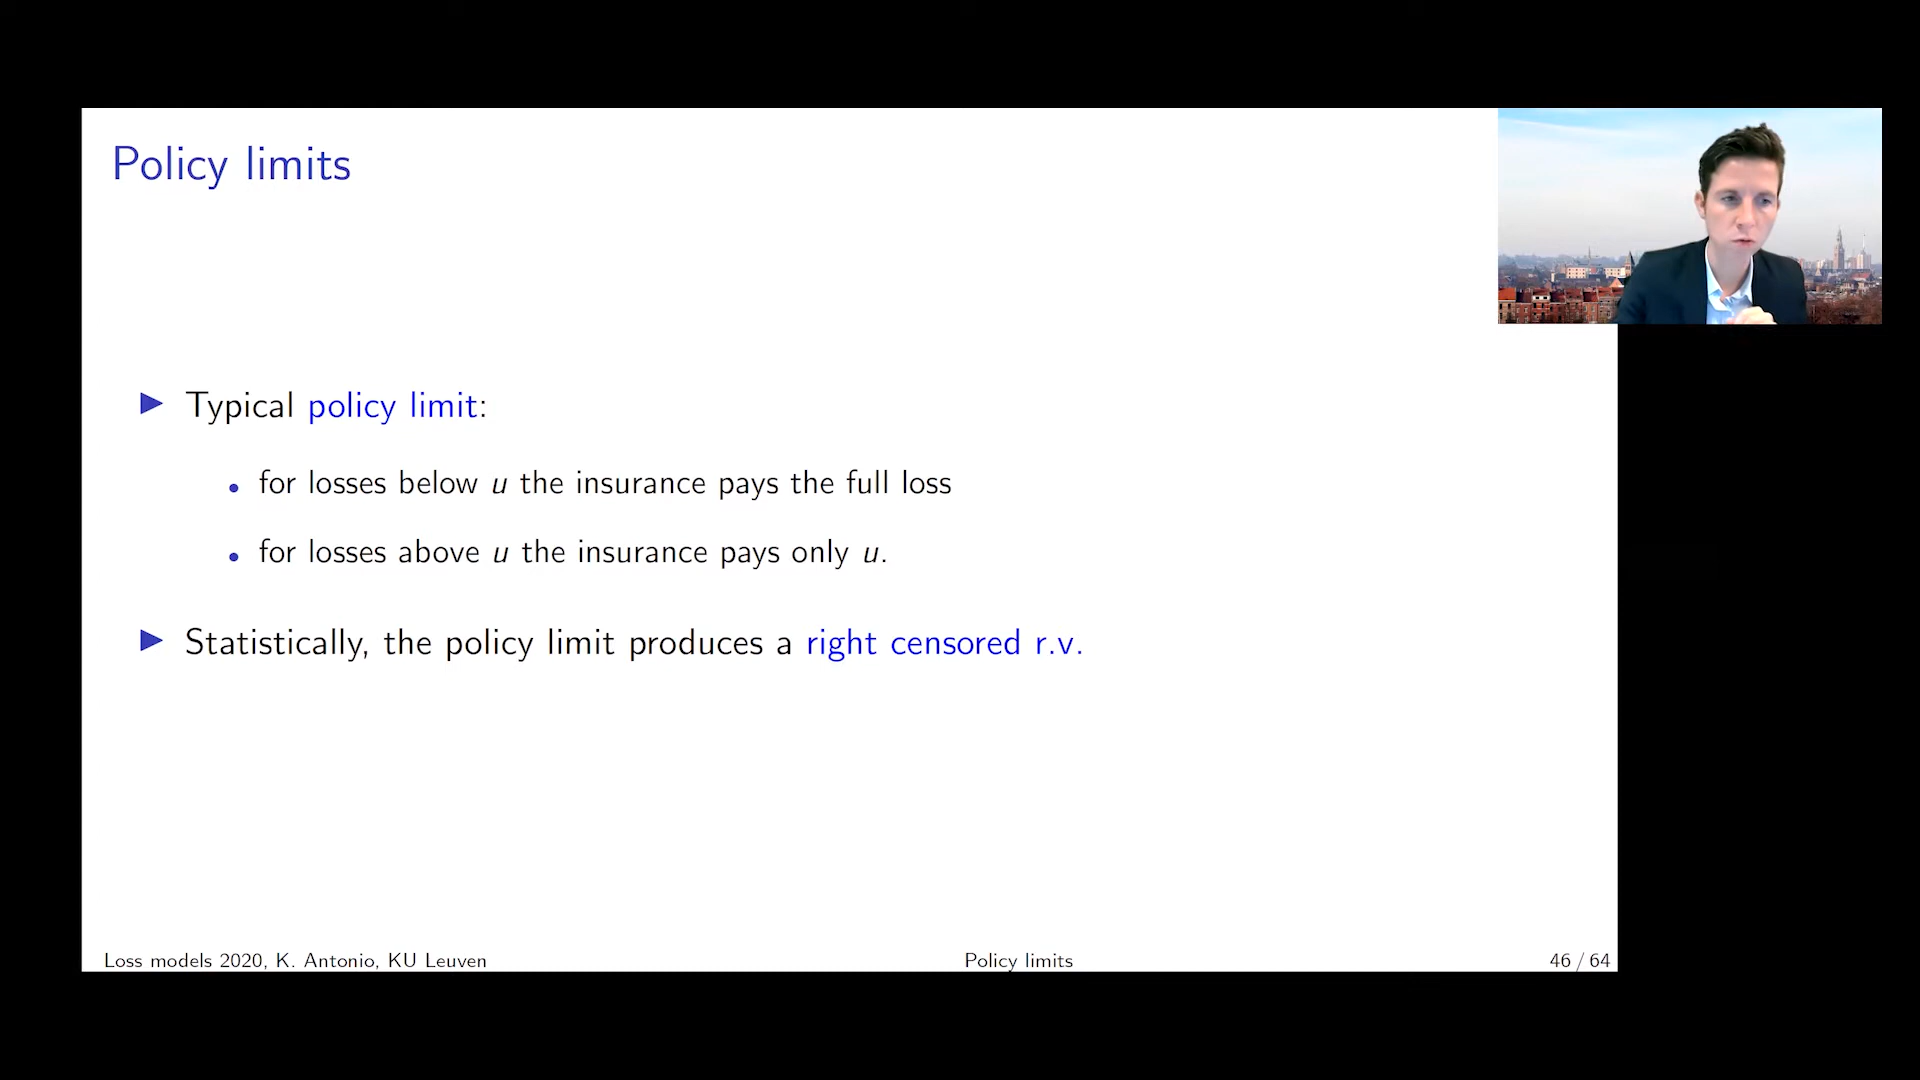 Policy limits
Typical policy limit:
for losses below u the insurance pays the full loss
for losses above u the insurance pays only u.
Statistically, the policy limit produces a right censored r.v.
Loss models 2020, K. Antonio, KU Leuven
Policy limits
46 / 64